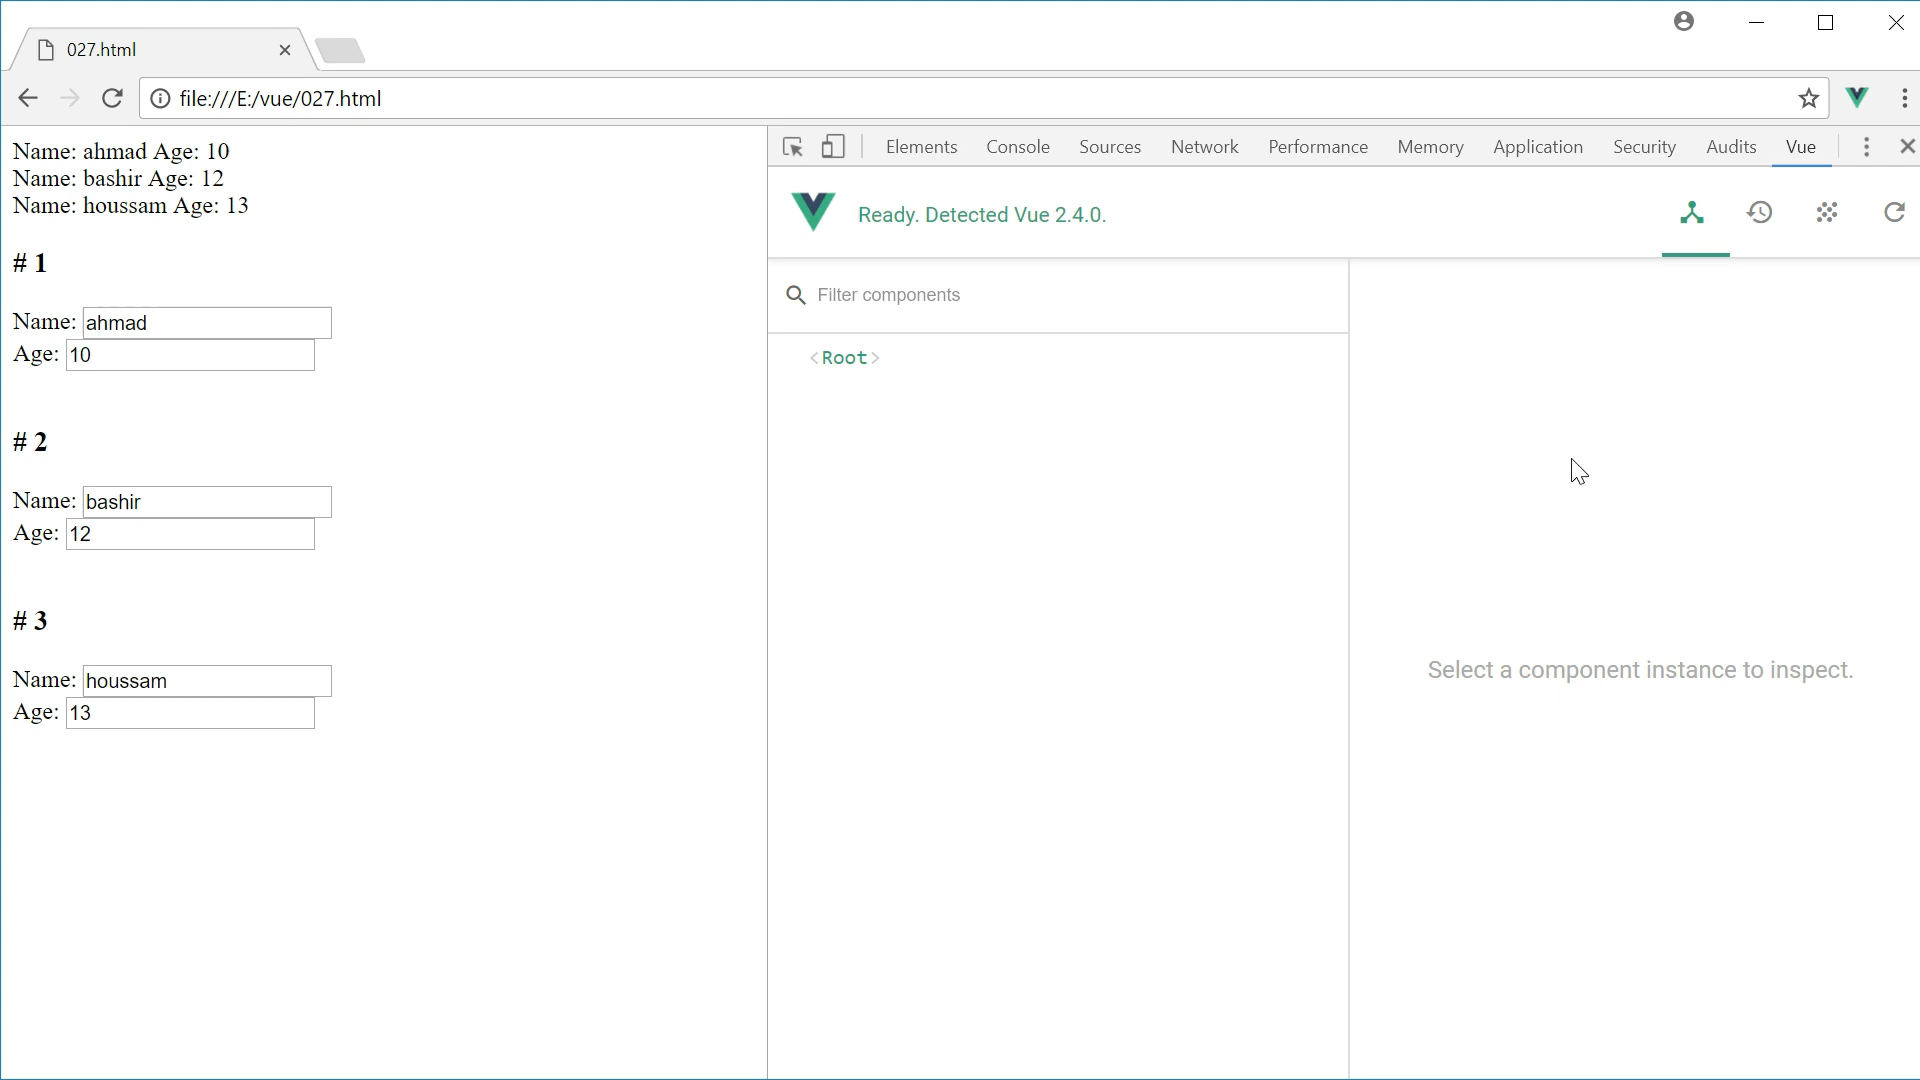 027.html
file:///E:/vue/027.html
Name: ahmad Age: 10
Name: bashir Age: 12
Name: houssam Age: 13
# 1
Name: ahmad
Age: 10
# 2
Name: bashir
Age: 12
# 3
Name: houssam
Age: 13
Elements Console Sources Network Performance Memory Application Security Audits Vue
Ready. Detected Vue 2.4.0.
Filter components
<Root>
Select a component instance to inspect.